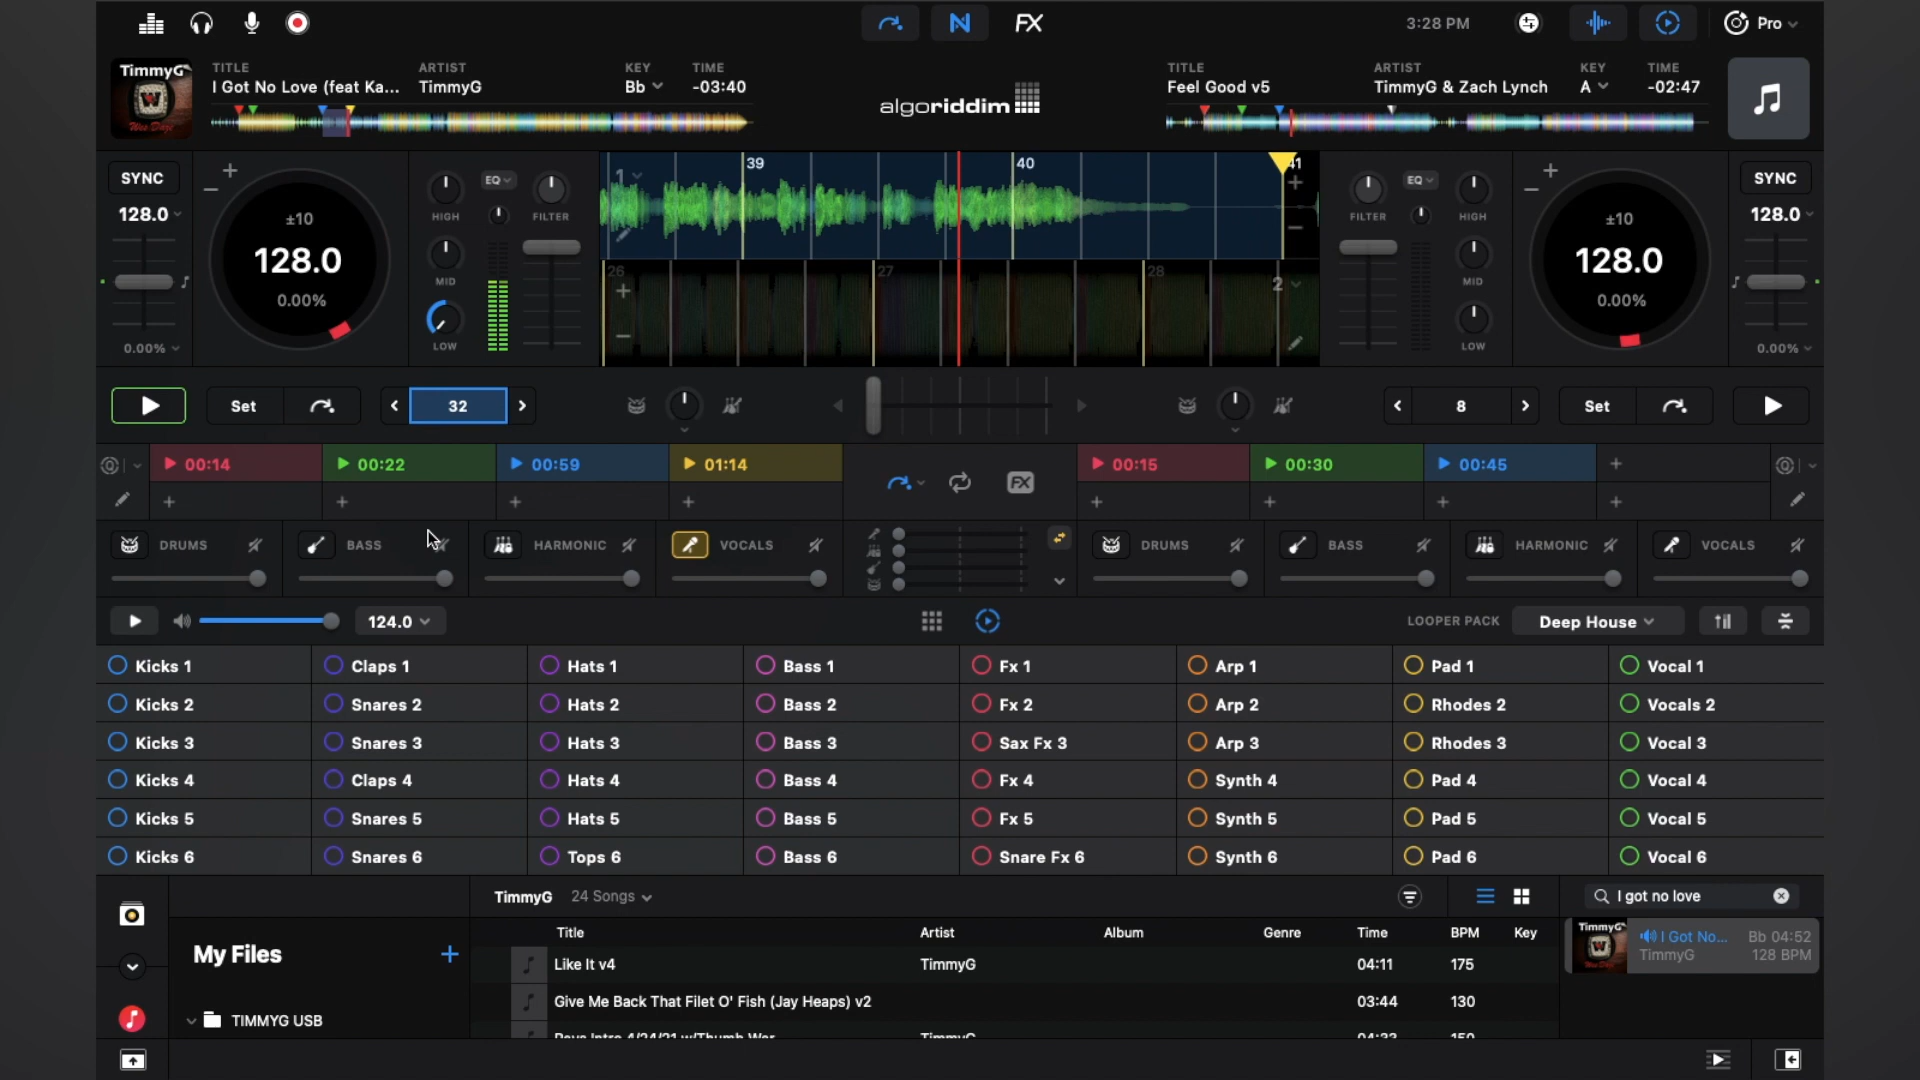 FX
3:28 PM
Pro
TimmyG
Wee Daze
TITLE
I Got No Love (feat Ka...
ARTIST
TimmyG
KEY
Bb
TIME
-03:40
algoriddim
TITLE
Feel Good v5
ARTIST
TimmyG & Zach Lynch
KEY
A
TIME
-02:47
SYNC
128.0
0.00%
±10
128.0
0.00%
HIGH
MID
LOW
EQ
FILTER
1
39
40
41
26
27
28
2
FILTER
EQ
HIGH
MID
LOW
±10
128.0
0.00%
SYNC
128.0
0.00%
Set
32
8
Set
00:14
00:22
00:59
01:14
FX
00:15
00:30
00:45
DRUMS
BASS
HARMONIC
VOCALS
DRUMS
BASS
HARMONIC
VOCALS
124.0
LOOPER PACK
Deep House
Kicks 1 Claps 1 Hats 1 Bass 1 Fx 1 Arp 1 Pad 1 Vocal 1
Kicks 2 Snares 2 Hats 2 Bass 2 Fx 2 Arp 2 Rhodes 2 Vocals 2
Kicks 3 Snares 3 Hats 3 Bass 3 Sax Fx 3 Arp 3 Rhodes 3 Vocal 3
Kicks 4 Claps 4 Hats 4 Bass 4 Fx 4 Synth 4 Pad 4 Vocal 4
Kicks 5 Snares 5 Hats 5 Bass 5 Fx 5 Synth 5 Pad 5 Vocal 5
Kicks 6 Snares 6 Tops 6 Bass 6 Snare Fx 6 Synth 6 Pad 6 Vocal 6
My Files
TIMMYG USB
TimmyG 24 Songs
Title Artist Album Genre Time BPM Key
Like It v4 TimmyG 04:11 175
Give Me Back That Filet O' Fish (Jay Heaps) v2 03:44 130
I got no love
TimmyG
I Got No... Bb 04:52
TimmyG 128 BPM